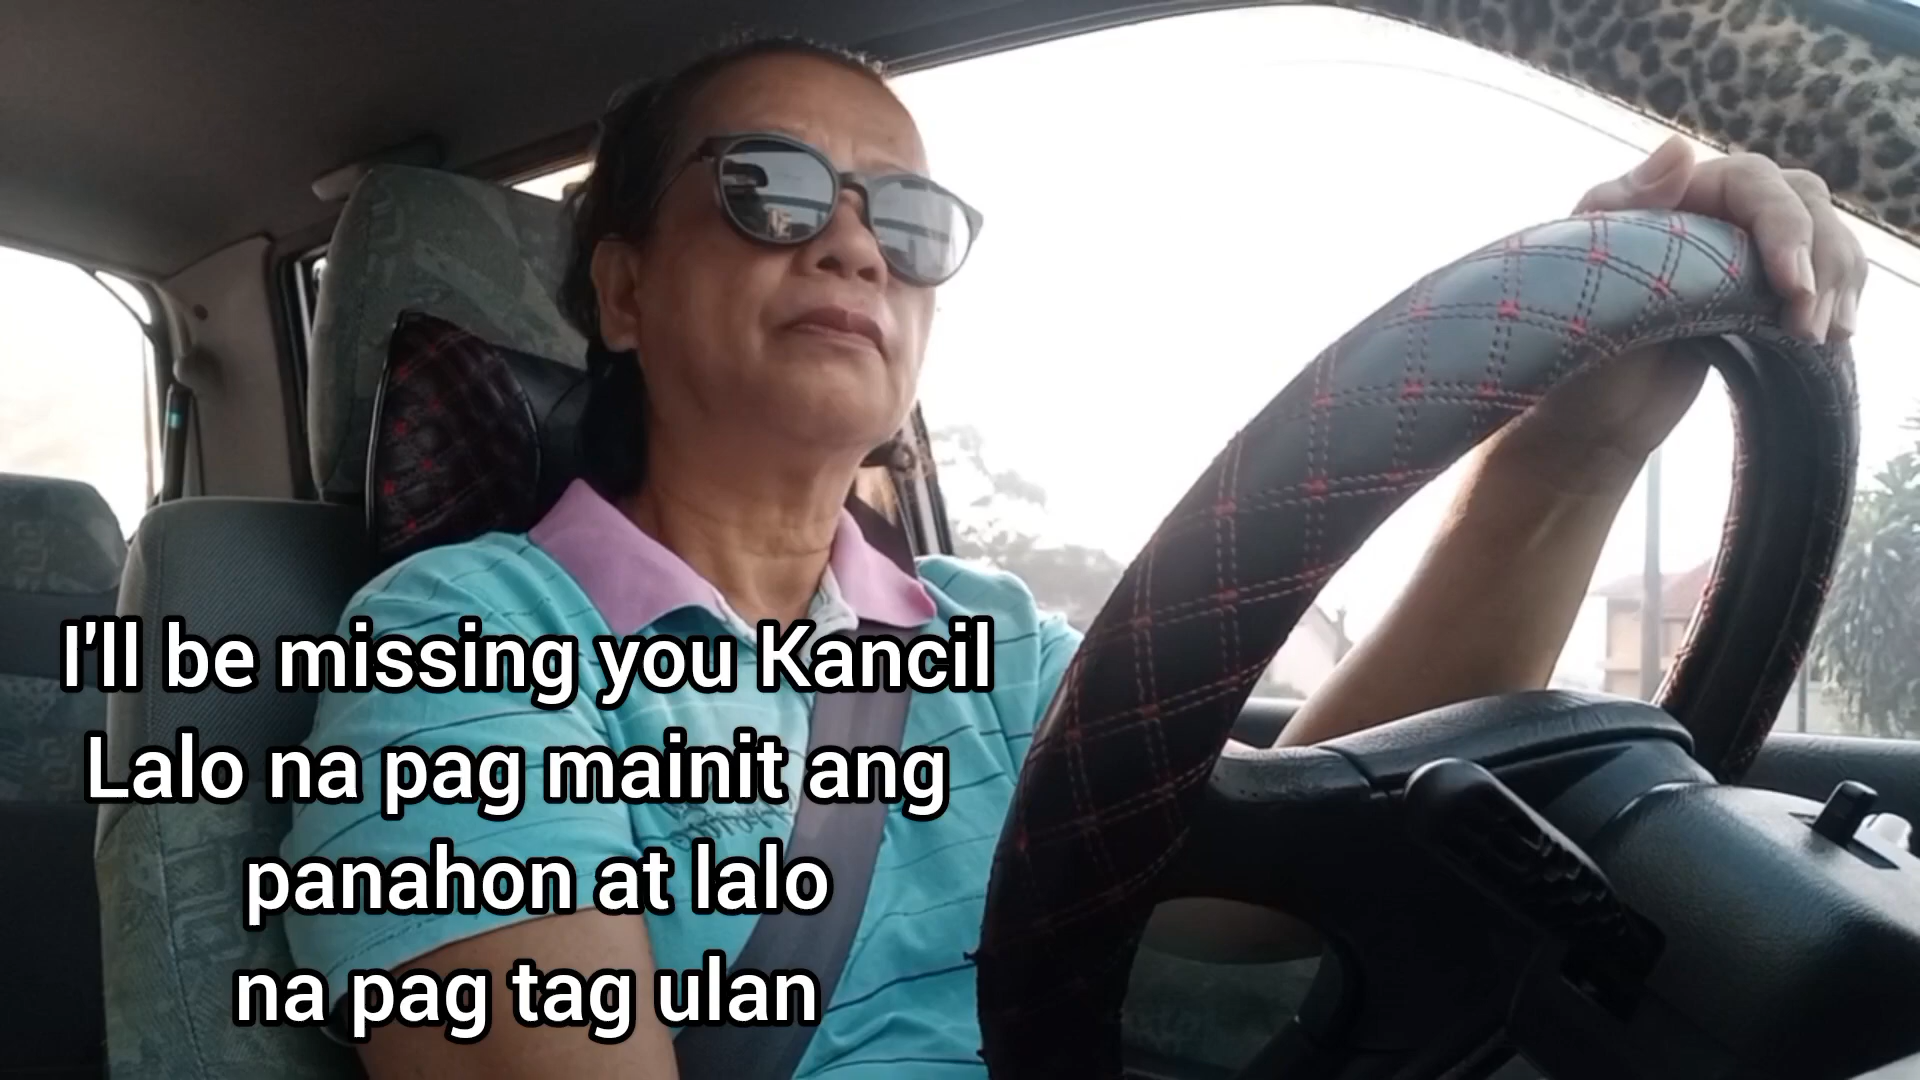 I'll be missing you Kancil
Lalo na pag mainit ang
panahon at lalo
na pag tag ulan